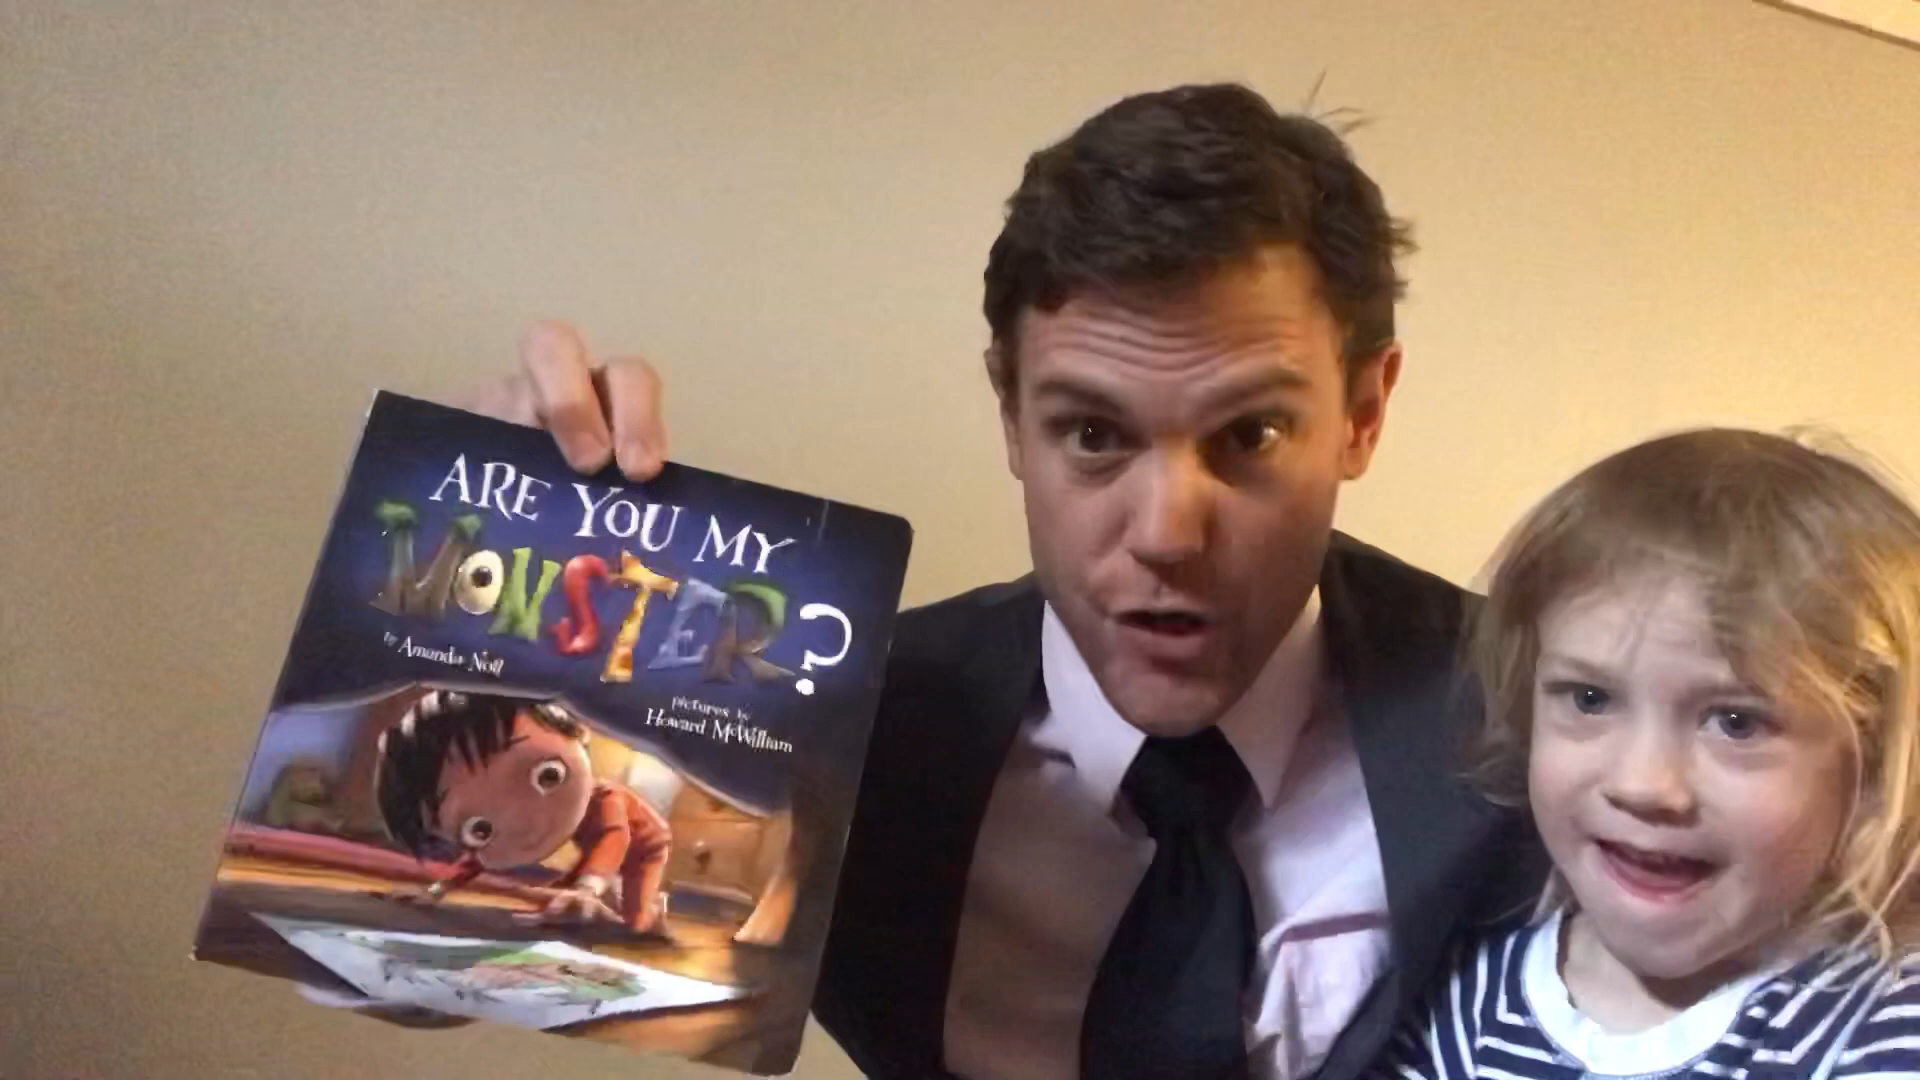 ARE YOU MY
MONSTER?
by Amanda Noll
pictures by
Howard McWilliam